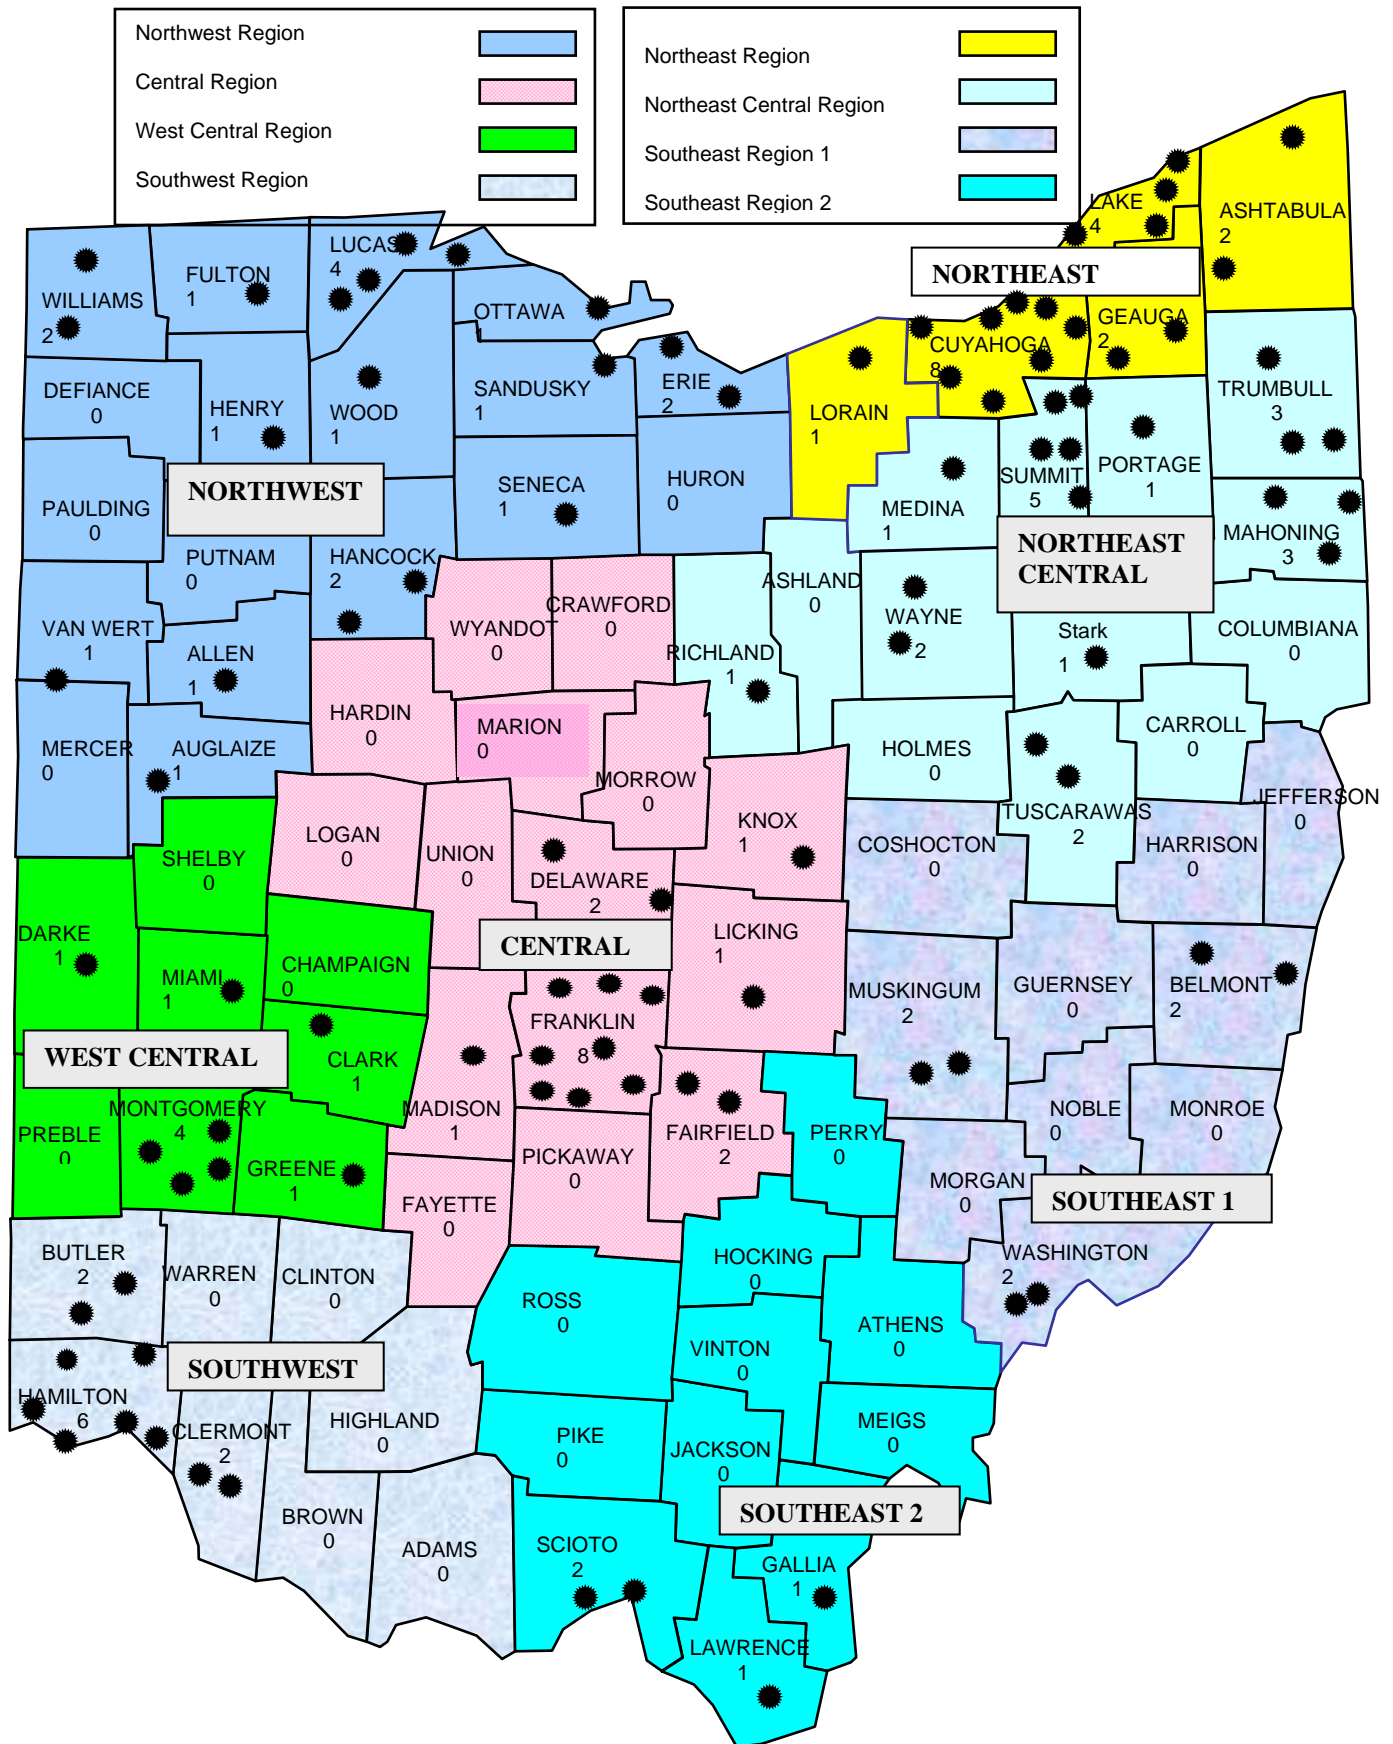 Northwest Region
Central Region
West Central Region
Southwest Region
Northeast Region
Northeast Central Region
Southeast Region 1
Southeast Region 2
LAKE
4
ASHTABULA
2
LUCAS
4
FULTON
1
WILLIAMS
2
OTTAWA
NORTHEAST
GEAUGA
2
CUYAHOGA
8
DEFIANCE
0
HENRY
1
WOOD
1
SANDUSKY
1
ERIE
2
LORAIN
1
TRUMBULL
3
NORTHWEST
SENECA
1
HURON
0
SUMMIT
5
PORTAGE
1
PAULDING
0
MEDINA
1
MAHONING
3
NORTHEAST
CENTRAL
PUTNAM
0
HANCOCK
2
ASHLAND
0
CRAWFORD
0
WYANDOT
0
WAYNE
2
Stark
1
COLUMBIANA
0
VAN WERT
1
ALLEN
1
RICHLAND
1
HARDIN
0
MARION
0
CARROLL
0
MERCER
0
AUGLAIZE
1
HOLMES
0
MORROW
0
JEFFERSON
0
TUSCARAWAS
2
KNOX
1
LOGAN
0
UNION
0
SHELBY
0
COSHOCTON
0
HARRISON
0
DELAWARE
2
DARKE
1
CENTRAL
LICKING
1
CHAMPAIGN
0
MIAMI
1
MUSKINGUM
2
GUERNSEY
0
BELMONT
2
FRANKLIN
8
WEST CENTRAL
CLARK
1
MONTGOMERY
4
MADISON
1
NOBLE
0
MONROE
0
PREBLE
0
FAIRFIELD
2
PERRY
0
PICKAWAY
0
GREENE
1
MORGAN
0
SOUTHEAST 1
FAYETTE
0
BUTLER
2
WARREN
0
CLINTON
0
HOCKING
0
WASHINGTON
2
ROSS
0
ATHENS
0
VINTON
0
SOUTHWEST
HAMILTON
6
CLERMONT
2
HIGHLAND
0
PIKE
0
JACKSON
0
MEIGS
0
SOUTHEAST 2
BROWN
0
ADAMS
0
SCIOTO
2
GALLIA
1
LAWRENCE
1